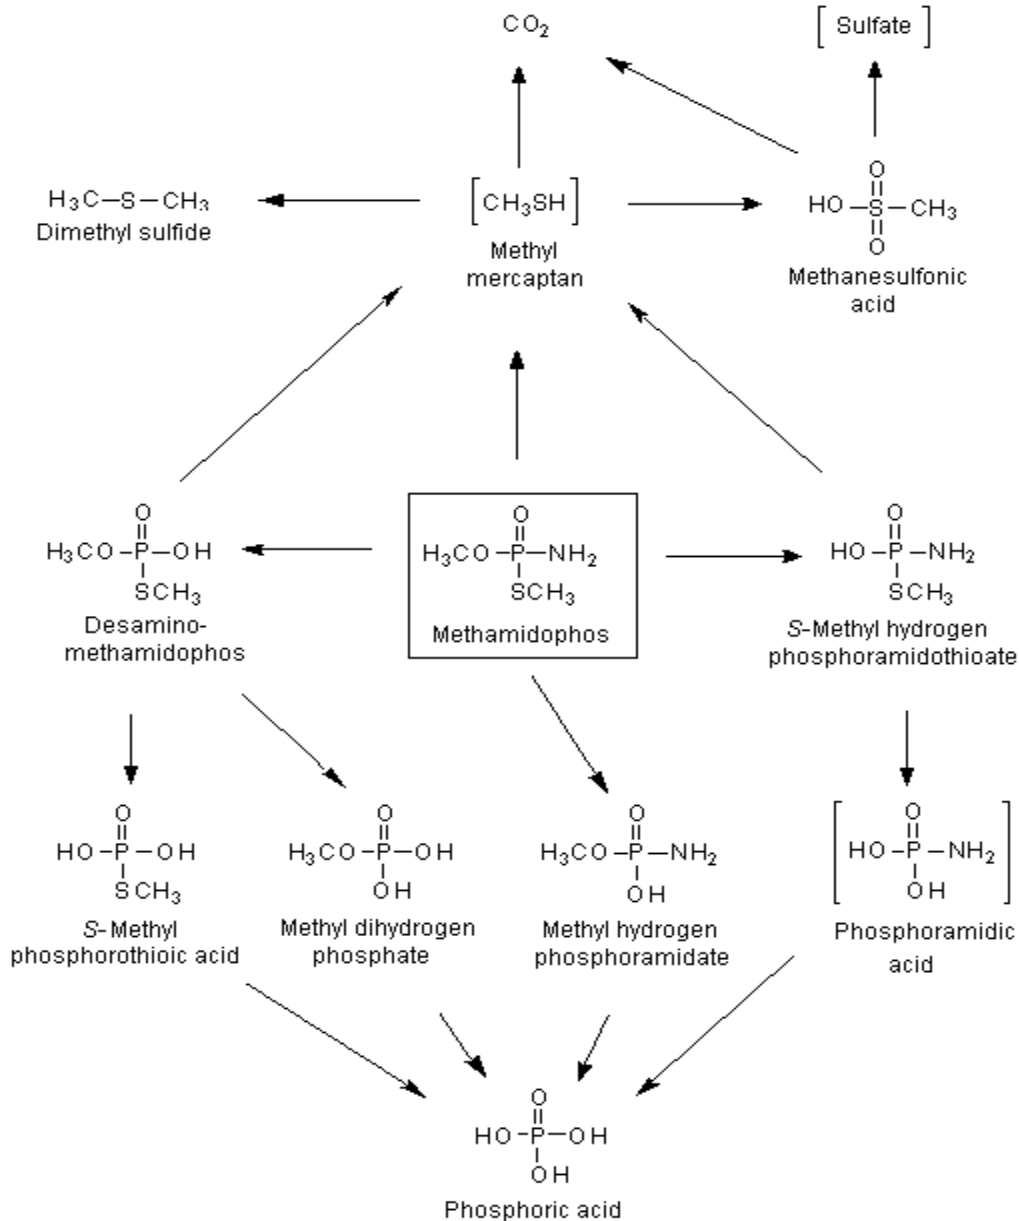 CO2
[ Sulfate ]
H3C–S–CH3
Dimethyl sulfide
[CH3SH]
Methyl
mercaptan
O
HO–S–CH3
O
Methanesulfonic
acid
O
H3CO–P–OH
SCH3
Desamino-
methamidophos
O
H3CO–P–NH2
SCH3
Methamidophos
O
HO–P–NH2
SCH3
S-Methyl hydrogen
phosphoramidothioate
O
HO–P–OH
SCH3
S-Methyl
phosphorothioic acid
O
H3CO–P–OH
OH
Methyl dihydrogen
phosphate
O
H3CO–P–NH2
OH
Methyl hydrogen
phosphoramidate
O
HO–P–NH2
OH
Phosphoramidic
acid
O
HO–P–OH
OH
Phosphoric acid